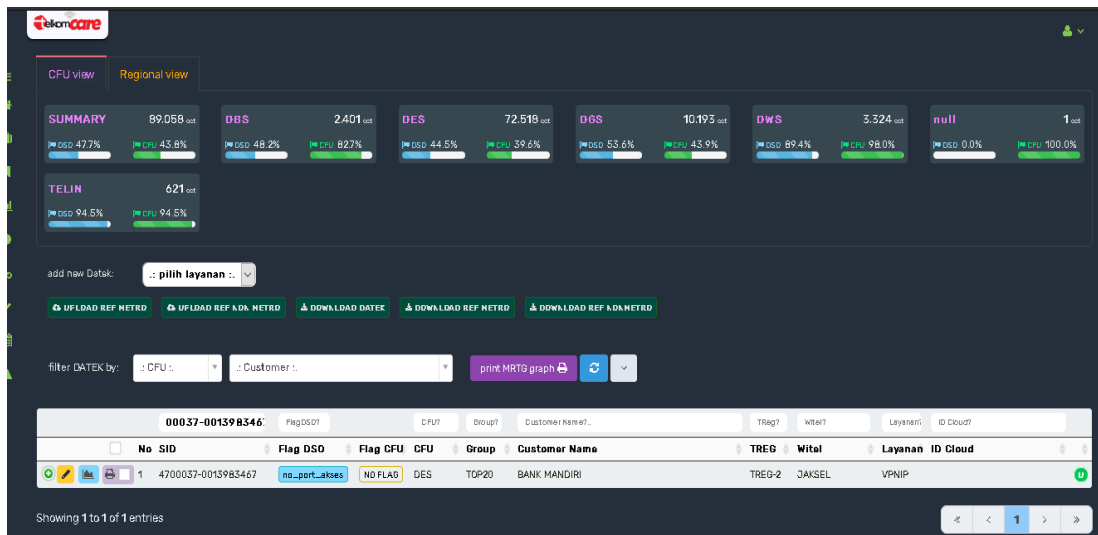 Telkomcare
CFU view Regional view
SUMMARY 89.058 cct DBS 2.401 cct DES 72.518 cct DGS 10.193 cct DWS 3.324 cct null 1 cct
DSO 47.7% CFU 43.8% DSO 48.2% CFU 82.7% DSO 44.5% CFU 39.6% DSO 53.6% CFU 43.9% DSO 89.4% CFU 98.0% DSO 0.0% CFU 100.0%
TELIN 621 cct
DSO 94.5% CFU 94.5%
add new Datek: .: pilih layanan :.
UPLOAD REF METRO UPLOAD REF NON METRO DOWNLOAD DATEK DOWNLOAD REF METRO DOWNLOAD REF NONMETRO
filter DATEK by: .: CFU :. .: Customer :. print MRTG graph
00037-0013983467 FlagDSO? CFU? Group? Customer Name?.. TReg? Witel? Layanan? ID Cloud?
No SID Flag DSO Flag CFU CFU Group Customer Name TREG Witel Layanan ID Cloud
1 4700037-0013983467 no_port_akses NO FLAG DES TOP20 BANK MANDIRI TREG-2 JAKSEL VPNIP U
Showing 1 to 1 of 1 entries « < 1 > »